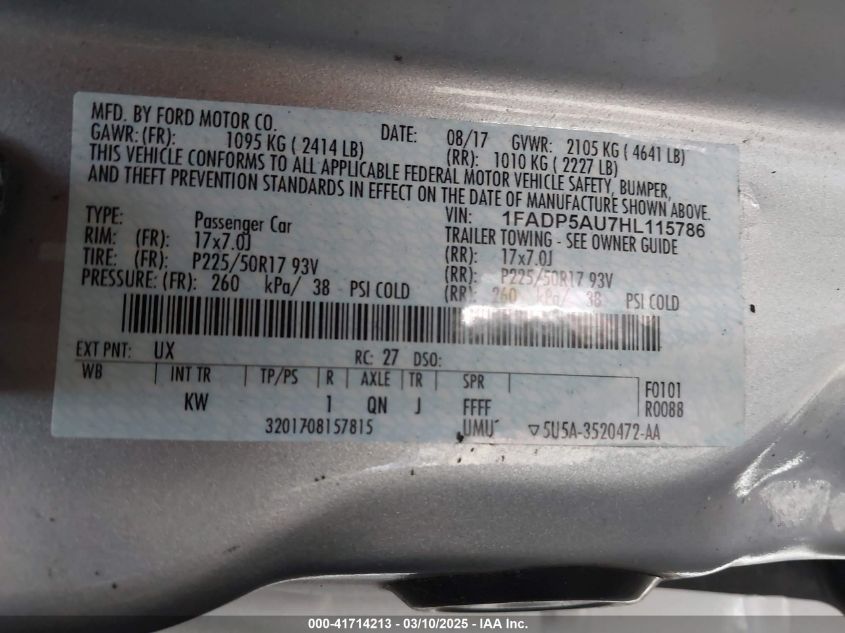 MFD. BY FORD MOTOR CO. DATE: 08/17 GVWR: 2105 KG ( 4641 LB)
GAWR: (FR): 1095 KG ( 2414 LB) (RR): 1010 KG ( 2227 LB)
THIS VEHICLE CONFORMS TO ALL APPLICABLE FEDERAL MOTOR VEHICLE SAFETY, BUMPER,
AND THEFT PREVENTION STANDARDS IN EFFECT ON THE DATE OF MANUFACTURE SHOWN ABOVE.
TYPE: Passenger Car VIN: 1FADP5AU7HL115786
RIM: (FR): 17x7.0J TRAILER TOWING - SEE OWNER GUIDE
(RR): 17x7.0J
TIRE: (FR): P225/50R17 93V (RR): P225/50R17 93V
PRESSURE: (FR): 260 kPa/ 38 PSI COLD (RR): 260 kPa/ 38 PSI COLD
EXT PNT: UX RC: 27 DSO:
WB INT TR TP/PS R AXLE TR SPR
KW 1 QN J FFFF
F0101
R0088
3201708157815 UMU ▽5U5A-3520472-AA
000-41714213 - 03/10/2025 - IAA Inc.